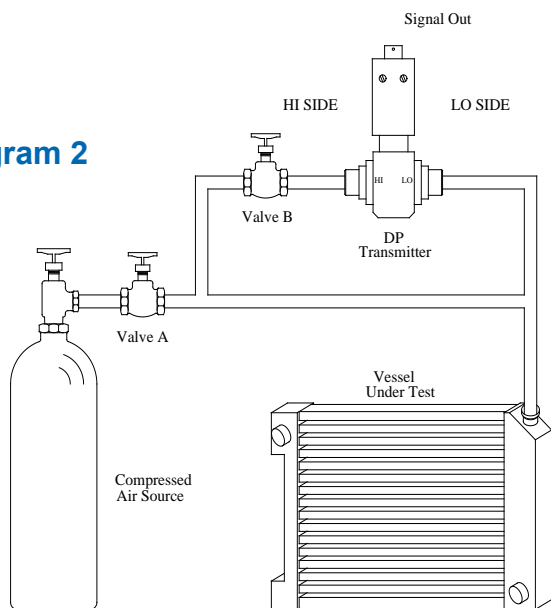 Signal Out
HI SIDE
LO SIDE
gram 2
HI
LO
Valve B
DP
Transmitter
Valve A
Vessel
Under Test
Compressed
Air Source